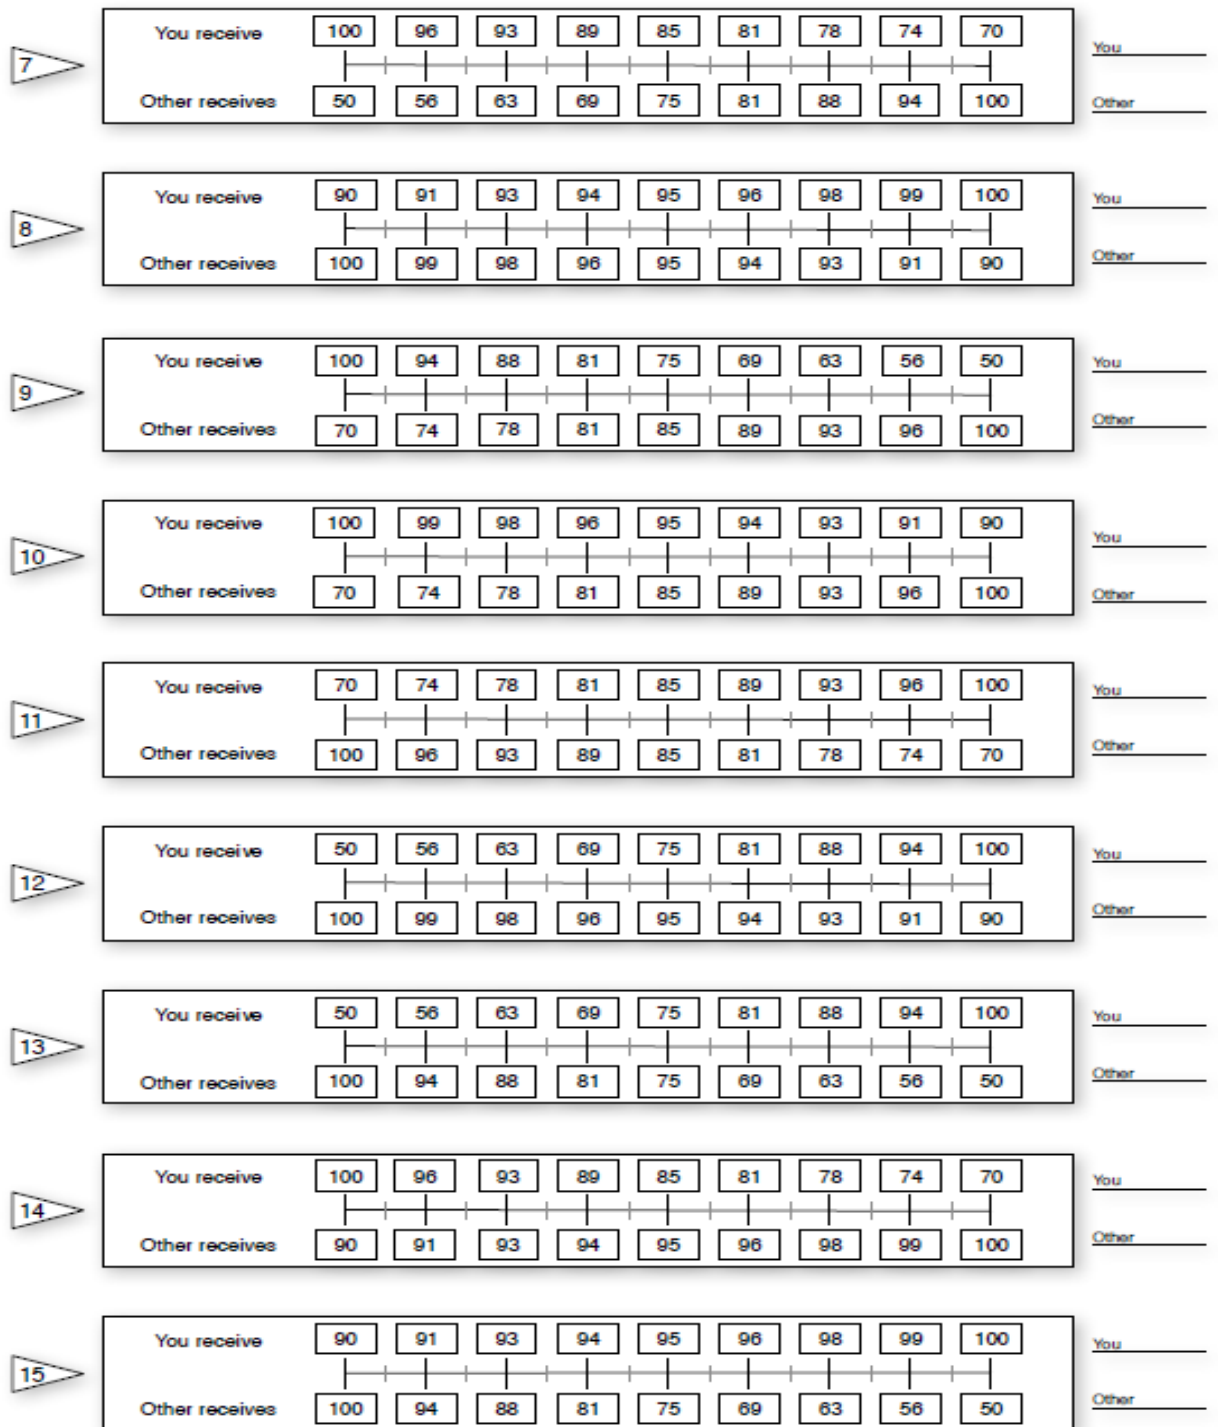 You receive 100 96 93 89 85 81 78 74 70
You
7
Other receives 50 56 63 69 75 81 88 94 100
Other
You receive 90 91 93 94 95 96 98 99 100
You
8
Other receives 100 99 98 96 95 94 93 91 90
Other
You receive 100 94 88 81 75 69 63 56 50
You
9
Other receives 70 74 78 81 85 89 93 96 100
Other
You receive 100 99 98 96 95 94 93 91 90
You
10
Other receives 70 74 78 81 85 89 93 96 100
Other
You receive 70 74 78 81 85 89 93 96 100
You
11
Other receives 100 96 93 89 85 81 78 74 70
Other
You receive 50 56 63 69 75 81 88 94 100
You
12
Other receives 100 99 98 96 95 94 93 91 90
Other
You receive 50 56 63 69 75 81 88 94 100
You
13
Other receives 100 94 88 81 75 69 63 56 50
Other
You receive 100 96 93 89 85 81 78 74 70
You
14
Other receives 90 91 93 94 95 96 98 99 100
Other
You receive 90 91 93 94 95 96 98 99 100
You
15
Other receives 100 94 88 81 75 69 63 56 50
Other